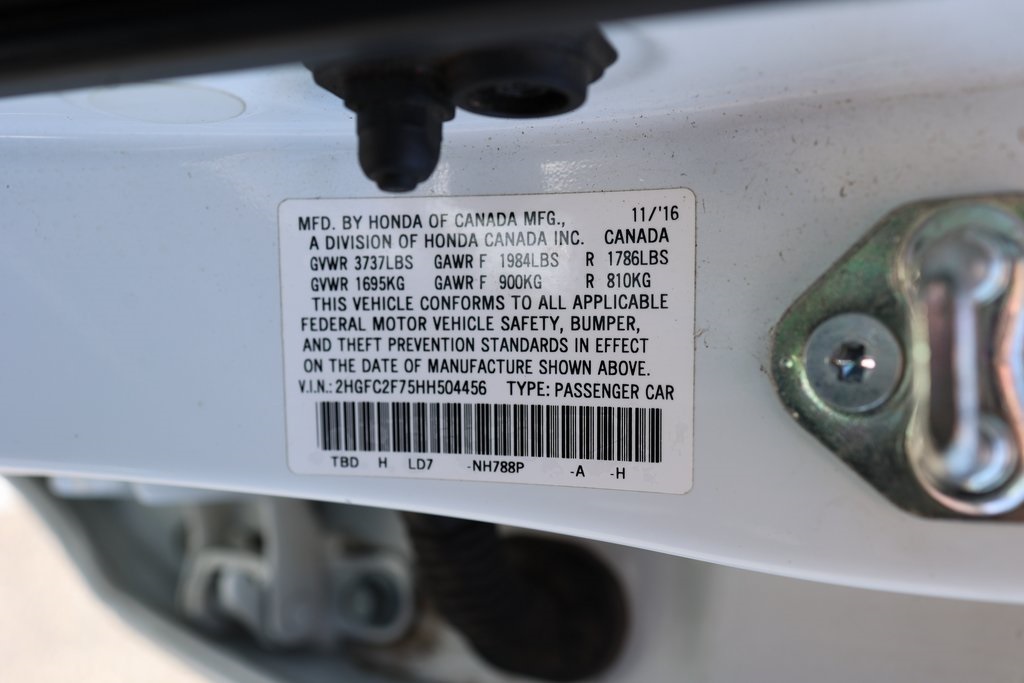 MFD. BY HONDA OF CANADA MFG., 11/'16
A DIVISION OF HONDA CANADA INC. CANADA
GVWR 3737LBS GAWR F 1984LBS R 1786LBS
GVWR 1695KG GAWR F 900KG R 810KG
THIS VEHICLE CONFORMS TO ALL APPLICABLE
FEDERAL MOTOR VEHICLE SAFETY, BUMPER,
AND THEFT PREVENTION STANDARDS IN EFFECT
ON THE DATE OF MANUFACTURE SHOWN ABOVE.
V.I.N.: 2HGFC2F75HH504456 TYPE: PASSENGER CAR
TBD H LD7 -NH788P -A -H